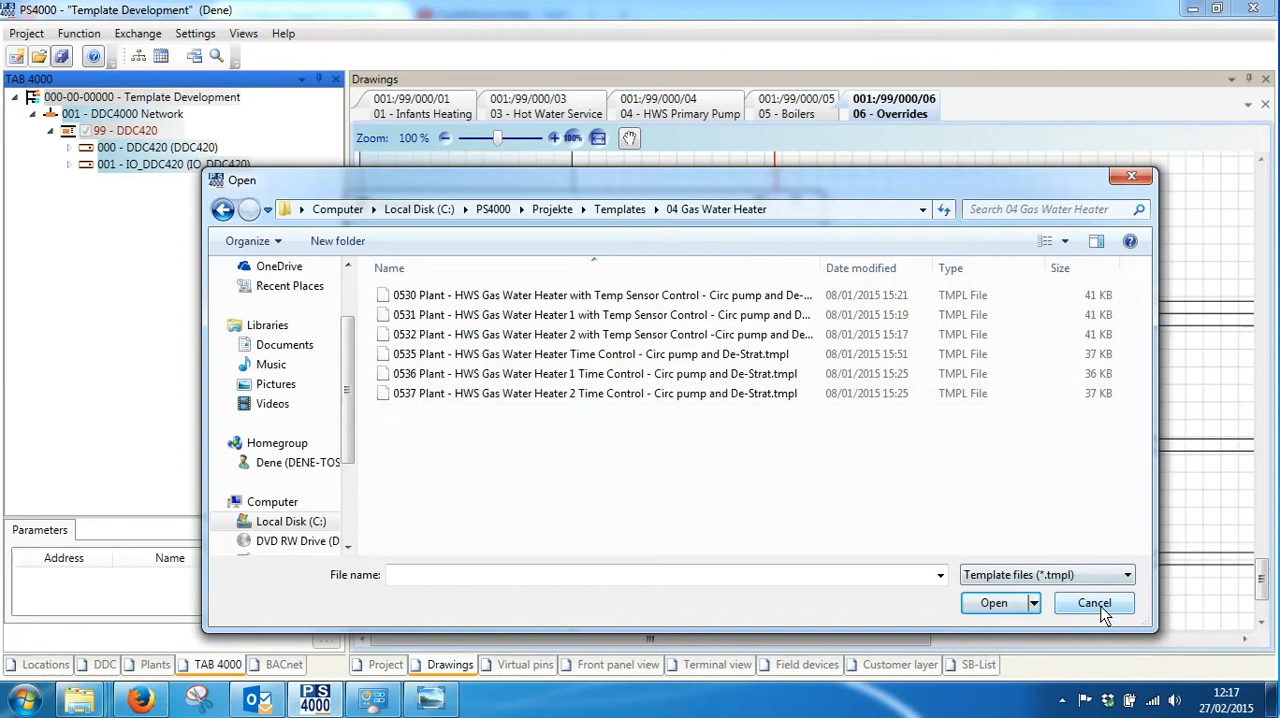 PS4000 - "Template Development" (Dene)
Project Function Exchange Settings Views Help
TAB 4000
Drawings
000-00-00000 - Template Development
001 - DDC4000 Network
99 - DDC420
000 - DDC420 (DDC420)
001 - IO_DDC420 (IO_DDC420)
001:/99/000/01
01 - Infants Heating
001:/99/000/03
03 - Hot Water Service
001:/99/000/04
04 - HWS Primary Pump
001:/99/000/05
05 - Boilers
001:/99/000/06
06 - Overrides
Zoom: 100 % 100%
PS 4000 Open
Computer Local Disk (C:) PS4000 Projekte Templates 04 Gas Water Heater
Search 04 Gas Water Heater
Organize New folder
OneDrive
Recent Places
Libraries
Documents
Music
Pictures
Videos
Homegroup
Dene (DENE-TOS
Computer
Local Disk (C:)
DVD RW Drive (D
Name Date modified Type Size
0530 Plant - HWS Gas Water Heater with Temp Sensor Control - Circ pump and De-... 08/01/2015 15:21 TMPL File 41 KB
0531 Plant - HWS Gas Water Heater 1 with Temp Sensor Control - Circ pump and D... 08/01/2015 15:19 TMPL File 41 KB
0532 Plant - HWS Gas Water Heater 2 with Temp Sensor Control -Circ pump and De... 08/01/2015 15:17 TMPL File 41 KB
0535 Plant - HWS Gas Water Heater Time Control - Circ pump and De-Strat.tmpl 08/01/2015 15:51 TMPL File 37 KB
0536 Plant - HWS Gas Water Heater 1 Time Control - Circ pump and De-Strat.tmpl 08/01/2015 15:25 TMPL File 36 KB
0537 Plant - HWS Gas Water Heater 2 Time Control - Circ pump and De-Strat.tmpl 08/01/2015 15:25 TMPL File 37 KB
File name: Template files (*.tmpl)
Open Cancel
Parameters
Address Name
Locations DDC Plants TAB 4000 BACnet
Project Drawings Virtual pins Front panel view Terminal view Field devices Customer layer SB-List
PS 4000
12:17
27/02/2015